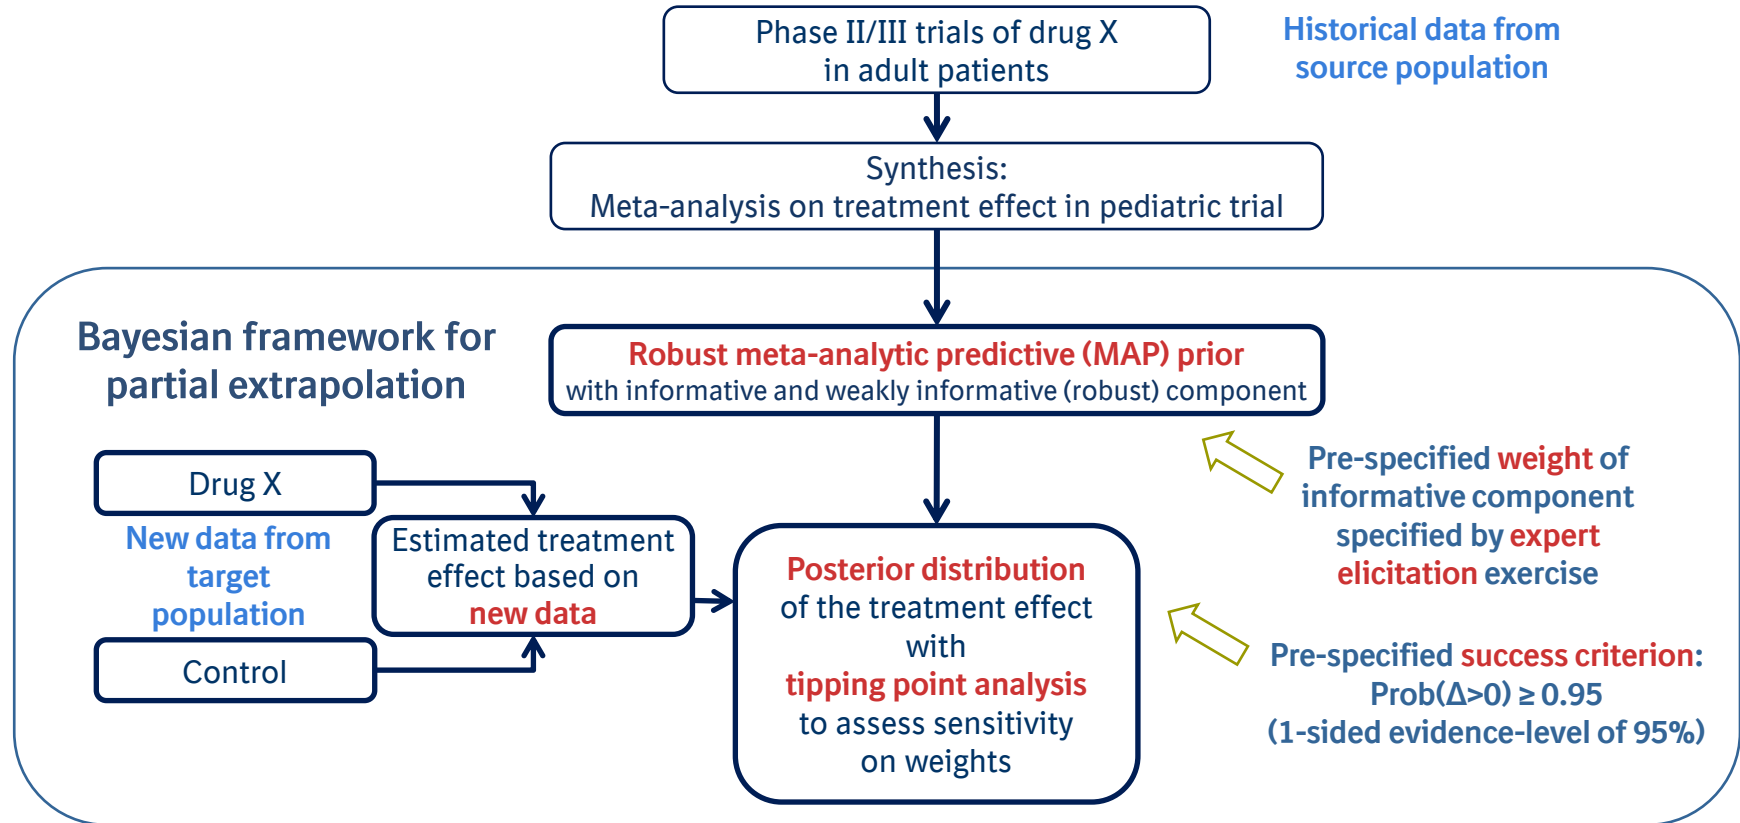 Phase II/III trials of drug X
in adult patients
Historical data from
source population
Synthesis:
Meta-analysis on treatment effect in pediatric trial
Bayesian framework for
partial extrapolation
Robust meta-analytic predictive (MAP) prior
with informative and weakly informative (robust) component
Pre-specified weight of
informative component
specified by expert
elicitation exercise
Drug X
New data from
target
population
Control
Estimated treatment
effect based on
new data
Posterior distribution
of the treatment effect
with
tipping point analysis
to assess sensitivity
on weights
Pre-specified success criterion:
Prob(Δ>0) ≥ 0.95
(1-sided evidence-level of 95%)